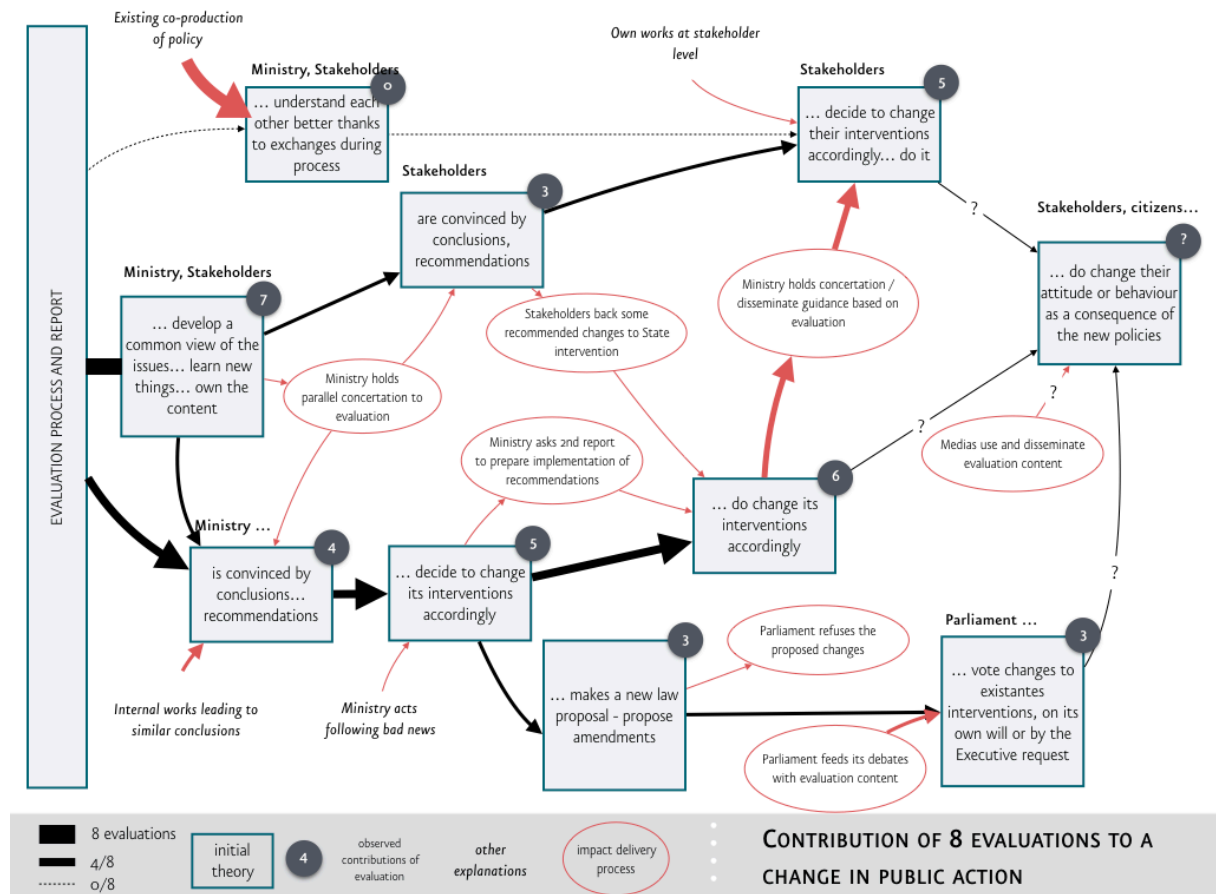 Existing co-production
of policy
Ministry, Stakeholders
0
... understand each
other better thanks
to exchanges during
process
Own works at stakeholder
level
Stakeholders
5
... decide to change
their interventions
accordingly... do it
Stakeholders
3
are convinced by
conclusions,
recommendations
?
Stakeholders, citizens...
?
... do change their
attitude or behaviour
as a consequence of
the new policies
EVALUATION PROCESS AND REPORT
Ministry, Stakeholders
7
... develop a
common view of the
issues... learn new
things... own the
content
Ministry holds
parallel concertation to
evaluation
Stakeholders back some
recommended changes to State
intervention
Ministry holds concertation /
disseminate guidance based on
evaluation
?
?
Medias use and disseminate
evaluation content
Ministry asks and report
to prepare implementation of
recommendations
6
... do change its
interventions
accordingly
Ministry ...
4
is convinced by
conclusions...
recommendations
5
... decide to change
its interventions
accordingly
?
Internal works leading to
similar conclusions
Ministry acts
following bad news
3
... makes a new law
proposal - propose
amendments
Parliament refuses the
proposed changes
Parliament feeds its debates
with evaluation content
Parliament ...
3
... vote changes to
existantes
interventions, on its
own will or by the
Executive request
8 evaluations
4/8
0/8
initial
theory
4
observed
contributions of
evaluation
other
explanations
impact delivery
process
CONTRIBUTION OF 8 EVALUATIONS TO A
CHANGE IN PUBLIC ACTION